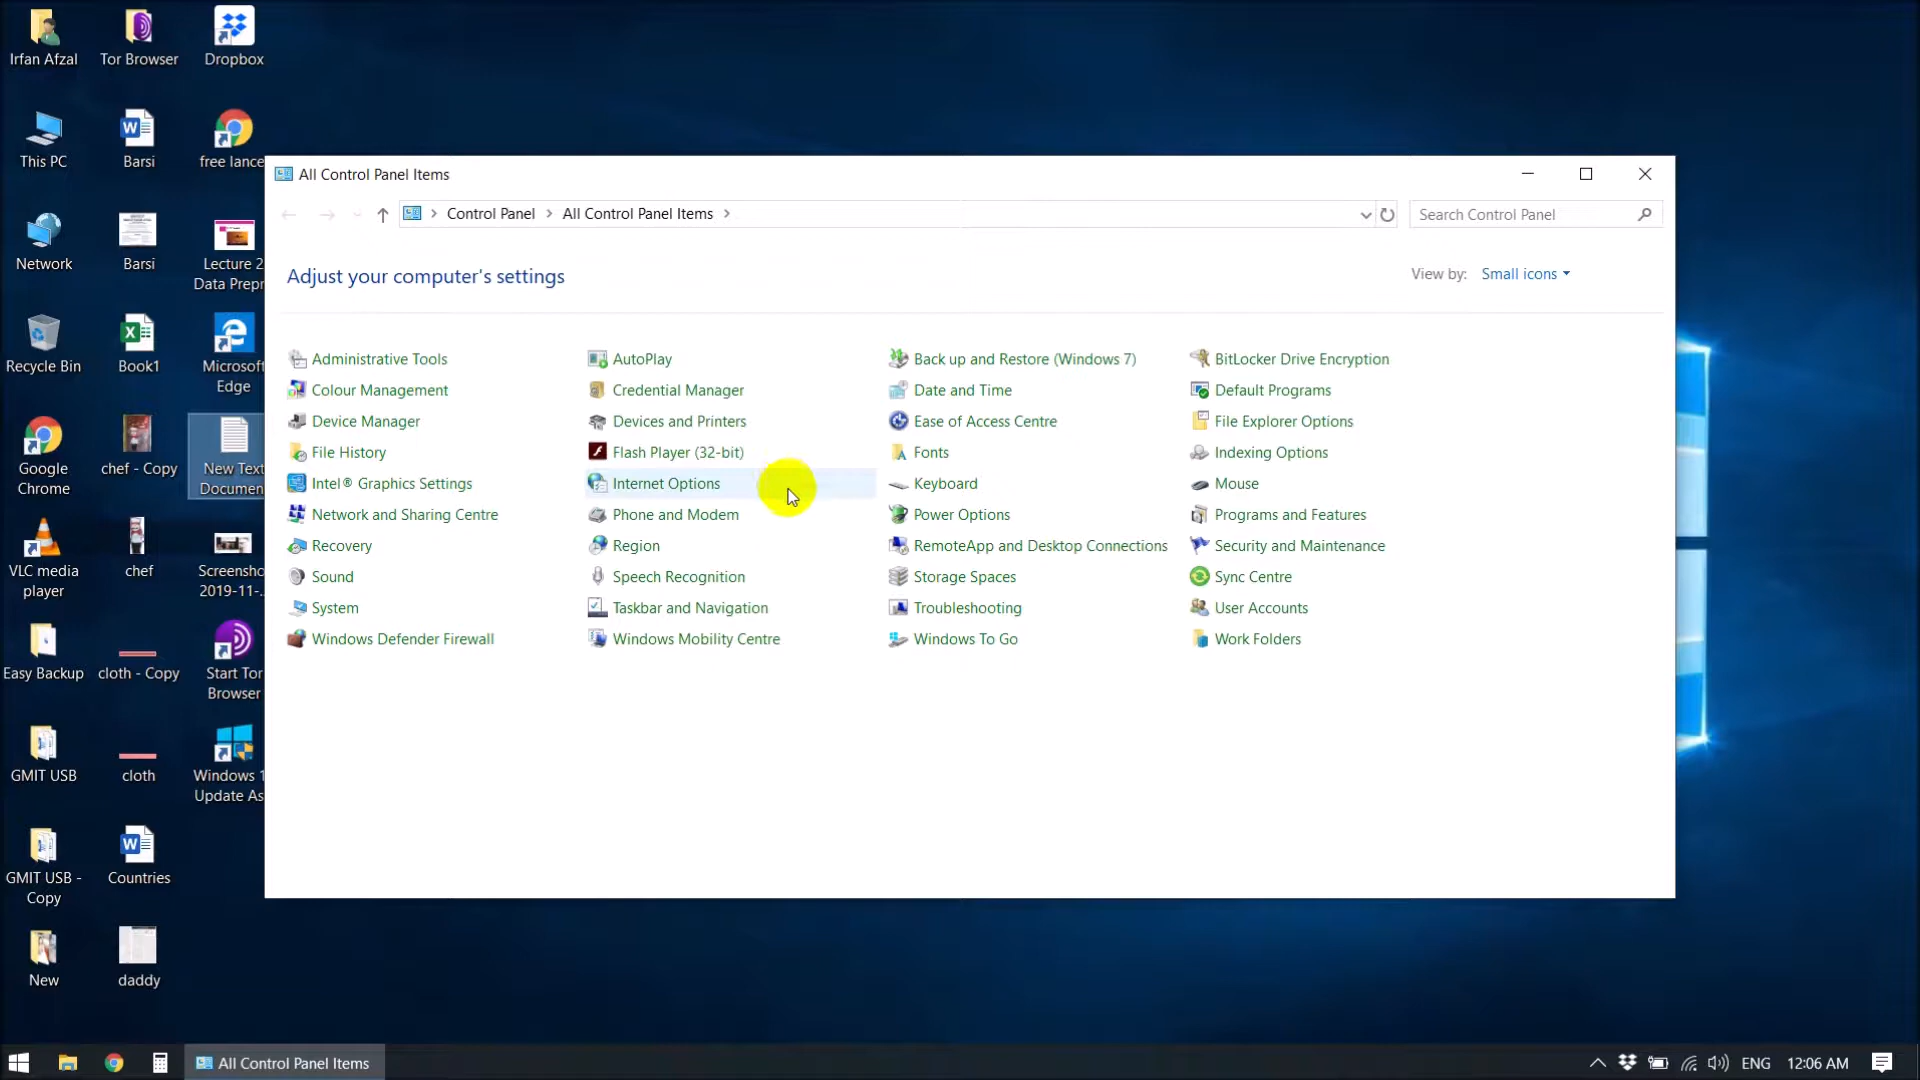 Irfan Afzal
Tor Browser
Dropbox
This PC
Barsi
free lance
Network
Barsi
Lecture 2
Data Prepr
Recycle Bin
Book1
Microsoft
Edge
Google
Chrome
chef - Copy
New Text
Documen
VLC media
player
chef
Screensho
2019-11-...
Easy Backup
cloth - Copy
Start Tor
Browser
GMIT USB
cloth
Windows 1
Update As
GMIT USB -
Copy
Countries
New
daddy
All Control Panel Items
Control Panel > All Control Panel Items >
Search Control Panel
Adjust your computer's settings
View by: Small icons
Administrative Tools
AutoPlay
Back up and Restore (Windows 7)
BitLocker Drive Encryption
Colour Management
Credential Manager
Date and Time
Default Programs
Device Manager
Devices and Printers
Ease of Access Centre
File Explorer Options
File History
Flash Player (32-bit)
Fonts
Indexing Options
Intel® Graphics Settings
Internet Options
Keyboard
Mouse
Network and Sharing Centre
Phone and Modem
Power Options
Programs and Features
Recovery
Region
RemoteApp and Desktop Connections
Security and Maintenance
Sound
Speech Recognition
Storage Spaces
Sync Centre
System
Taskbar and Navigation
Troubleshooting
User Accounts
Windows Defender Firewall
Windows Mobility Centre
Windows To Go
Work Folders
All Control Panel Items
ENG
12:06 AM